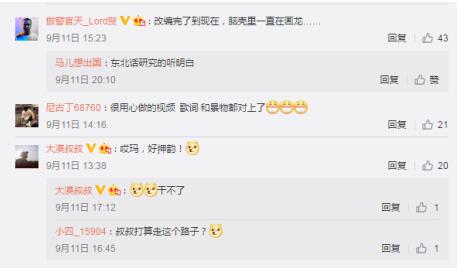 傲警官天_Lord贺：改编完了到现在，脑壳里一直在画龙……
9月11日 15:23 回复 43
马儿想出国：东北话研究的听明白
9月11日 20:10 回复 赞
尼古丁68760：很用心做的视频 歌词 和景物都对上了
9月11日 14:16 回复 21
大漠叔叔：哎玛，好押韵！
9月11日 13:38 回复 20
大漠叔叔：干不了
9月11日 17:12 回复 1
小四_15904：叔叔打算走这个路子？
9月11日 16:45 回复 1